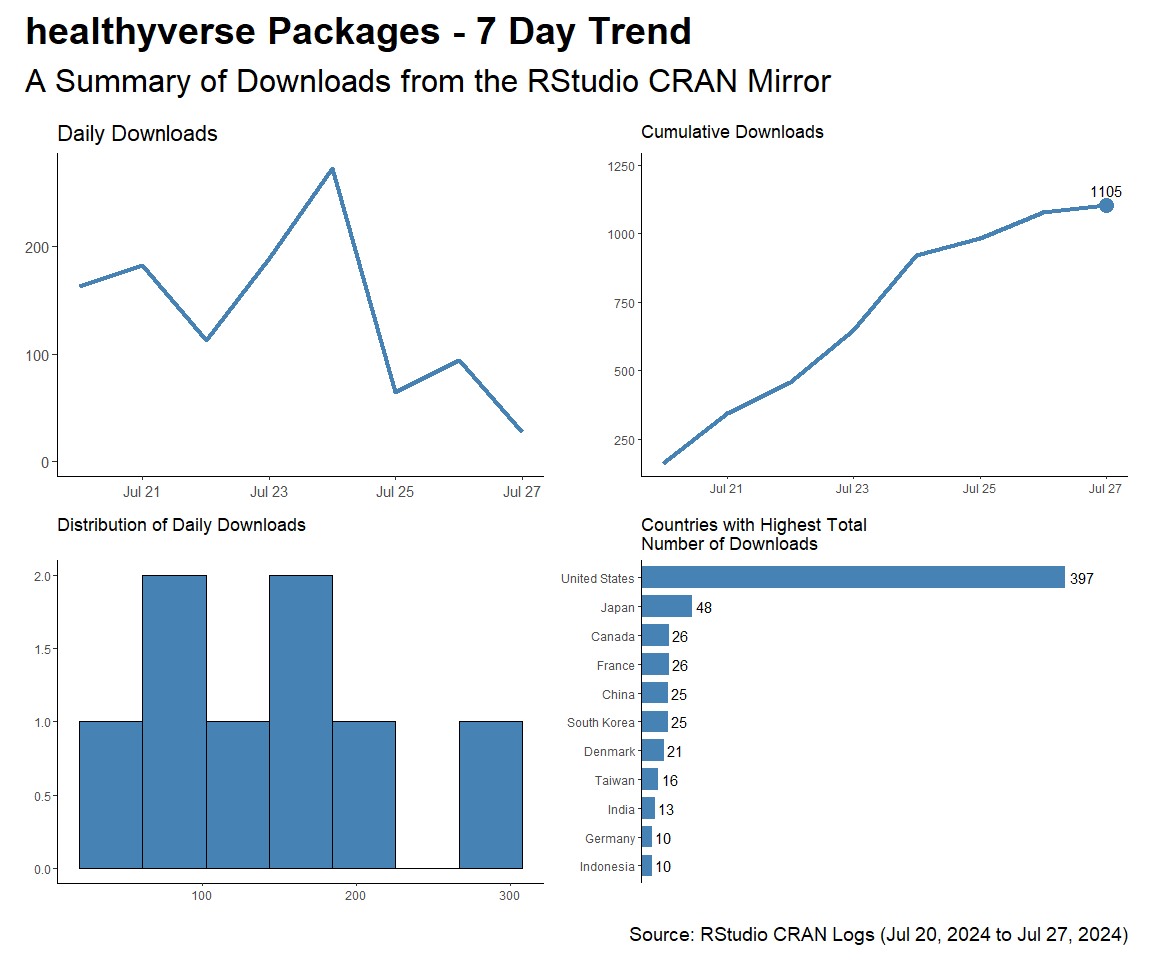 healthyverse Packages - 7 Day Trend
A Summary of Downloads from the RStudio CRAN Mirror
Daily Downloads
200
100
0
Jul 21 Jul 23 Jul 25 Jul 27
Cumulative Downloads
1250
1000
750
500
250
1105
Jul 21 Jul 23 Jul 25 Jul 27
Distribution of Daily Downloads
2.0
1.5
1.0
0.5
0.0
100 200 300
Countries with Highest Total
Number of Downloads
United States 397
Japan 48
Canada 26
France 26
China 25
South Korea 25
Denmark 21
Taiwan 16
India 13
Germany 10
Indonesia 10
Source: RStudio CRAN Logs (Jul 20, 2024 to Jul 27, 2024)